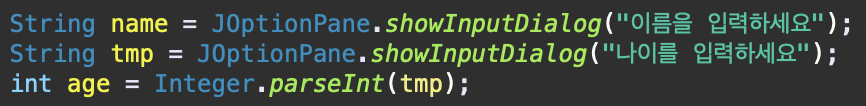 String name = JOptionPane.showInputDialog("이름을 입력하세요");
String tmp = JOptionPane.showInputDialog("나이를 입력하세요");
int age = Integer.parseInt(tmp);